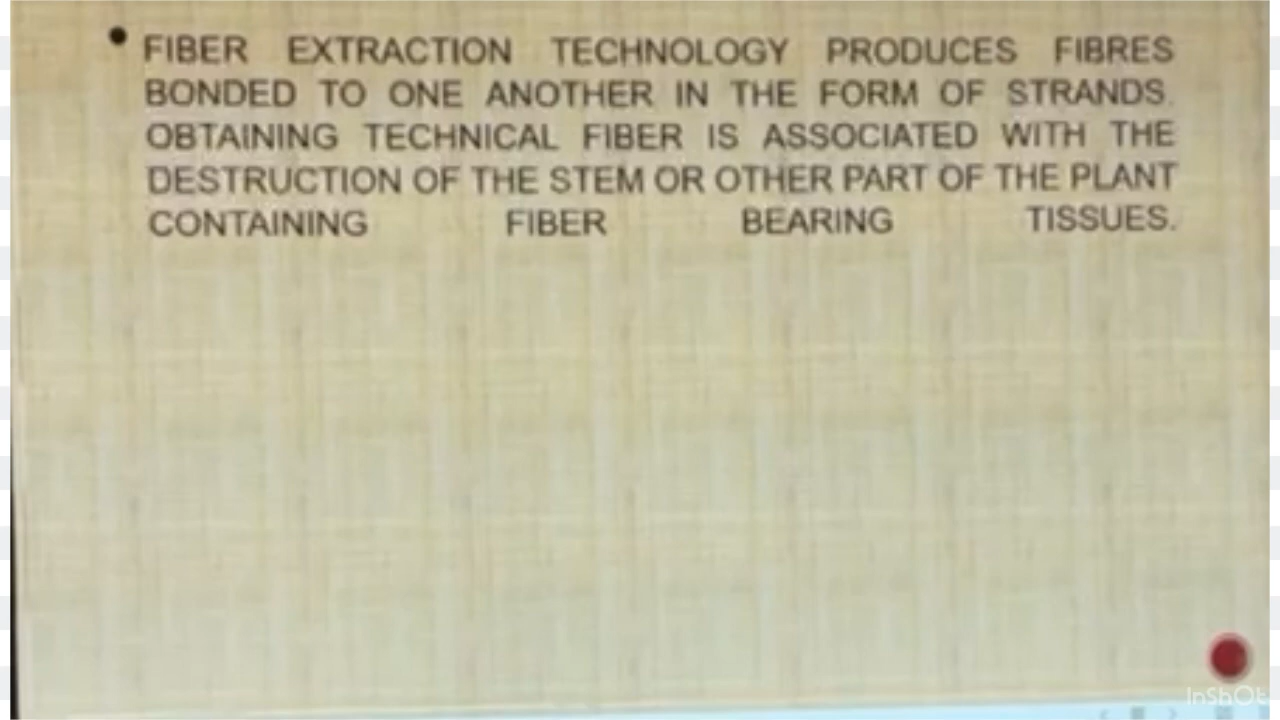 • FIBER EXTRACTION TECHNOLOGY PRODUCES FIBRES
BONDED TO ONE ANOTHER IN THE FORM OF STRANDS.
OBTAINING TECHNICAL FIBER IS ASSOCIATED WITH THE
DESTRUCTION OF THE STEM OR OTHER PART OF THE PLANT
CONTAINING FIBER BEARING TISSUES.
InShOt